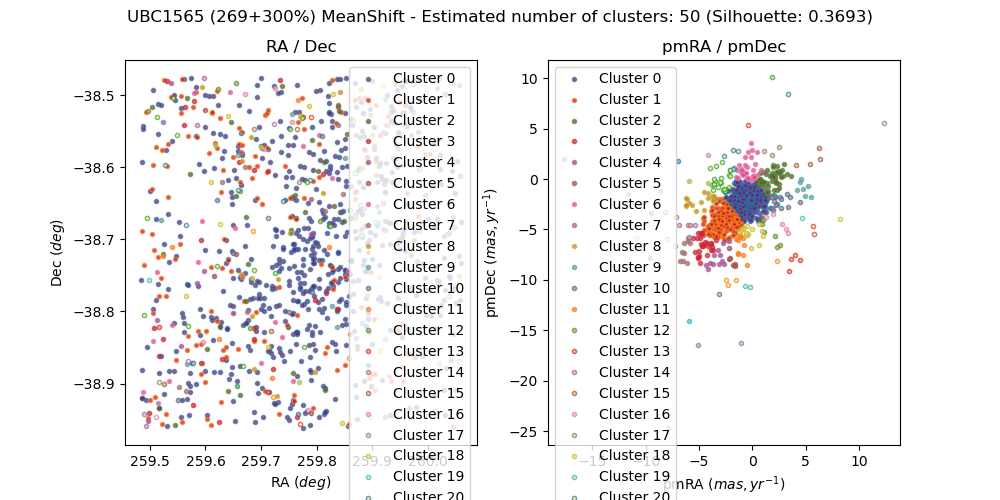 UBC1565 (269+300%) MeanShift - Estimated number of clusters: 50 (Silhouette: 0.3693)
RA / Dec
−38.5
−38.6
−38.7
−38.8
−38.9
Dec (deg)
259.5 259.6 259.7 259.8 259.9 260.0
RA (deg)
Cluster 0
Cluster 1
Cluster 2
Cluster 3
Cluster 4
Cluster 5
Cluster 6
Cluster 7
Cluster 8
Cluster 9
Cluster 10
Cluster 11
Cluster 12
Cluster 13
Cluster 14
Cluster 15
Cluster 16
Cluster 17
Cluster 18
Cluster 19
Cluster 20
pmRA / pmDec
10
5
0
−5
−10
−15
−20
−25
pmDec (mas, yr⁻¹)
−15 −10 −5 0 5 10
pmRA (mas, yr⁻¹)
Cluster 0
Cluster 1
Cluster 2
Cluster 3
Cluster 4
Cluster 5
Cluster 6
Cluster 7
Cluster 8
Cluster 9
Cluster 10
Cluster 11
Cluster 12
Cluster 13
Cluster 14
Cluster 15
Cluster 16
Cluster 17
Cluster 18
Cluster 19
Cluster 20